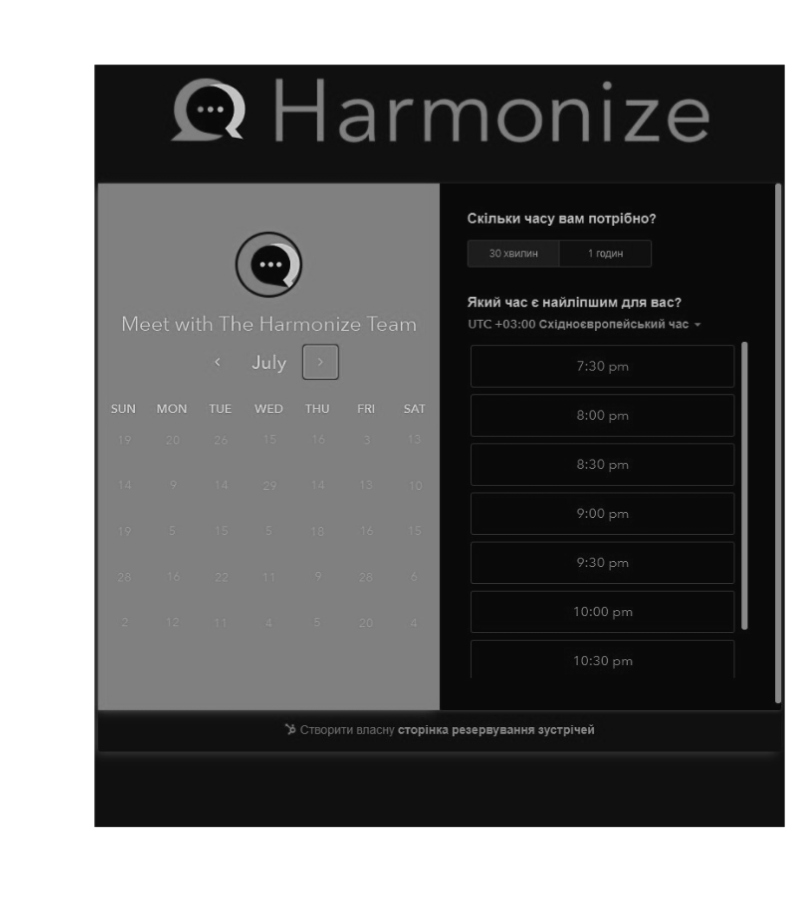 Harmonize
Meet with The Harmonize Team
July
SUN MON TUE WED THU FRI SAT
19 20 26 15 16 3 13
14 9 14 29 14 13 10
19 5 15 5 18 16 15
28 16 22 11 9 28 6
2 12 11 4 5 20 4
Скільки часу вам потрібно?
30 хвилин 1 годин
Який час є найліпшим для вас?
UTC +03:00 Східноєвропейський час
7:30 pm
8:00 pm
8:30 pm
9:00 pm
9:30 pm
10:00 pm
10:30 pm
Створити власну сторінка резервування зустрічей